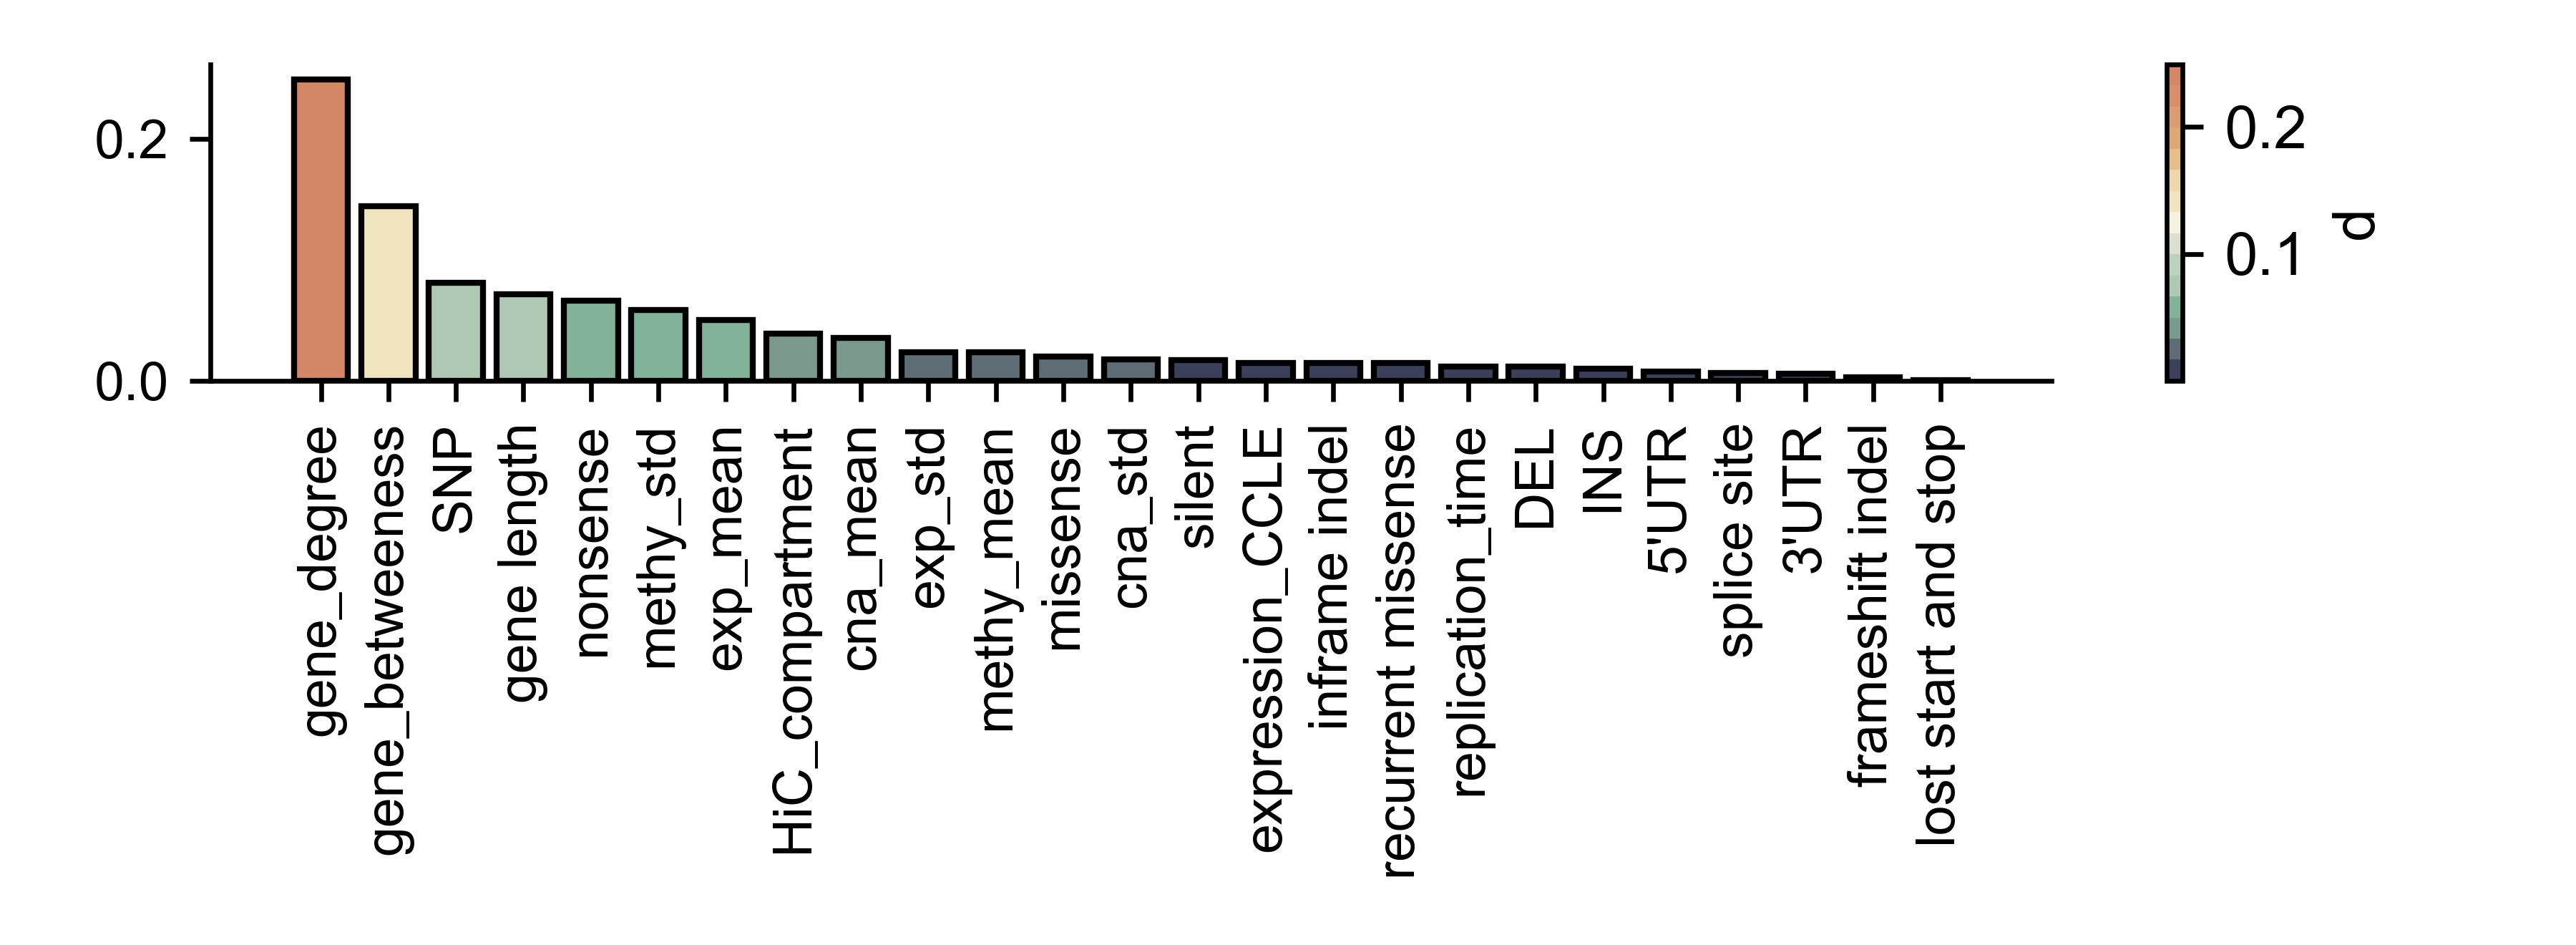 0.2
0.0
gene_degree
gene_betweeness
SNP
gene length
nonsense
methy_std
exp_mean
HiC_compartment
cna_mean
exp_std
methy_mean
missense
cna_std
silent
expression_CCLE
inframe indel
recurrent missense
replication_time
DEL
INS
5'UTR
splice site
3'UTR
frameshift indel
lost start and stop
0.2
0.1
d